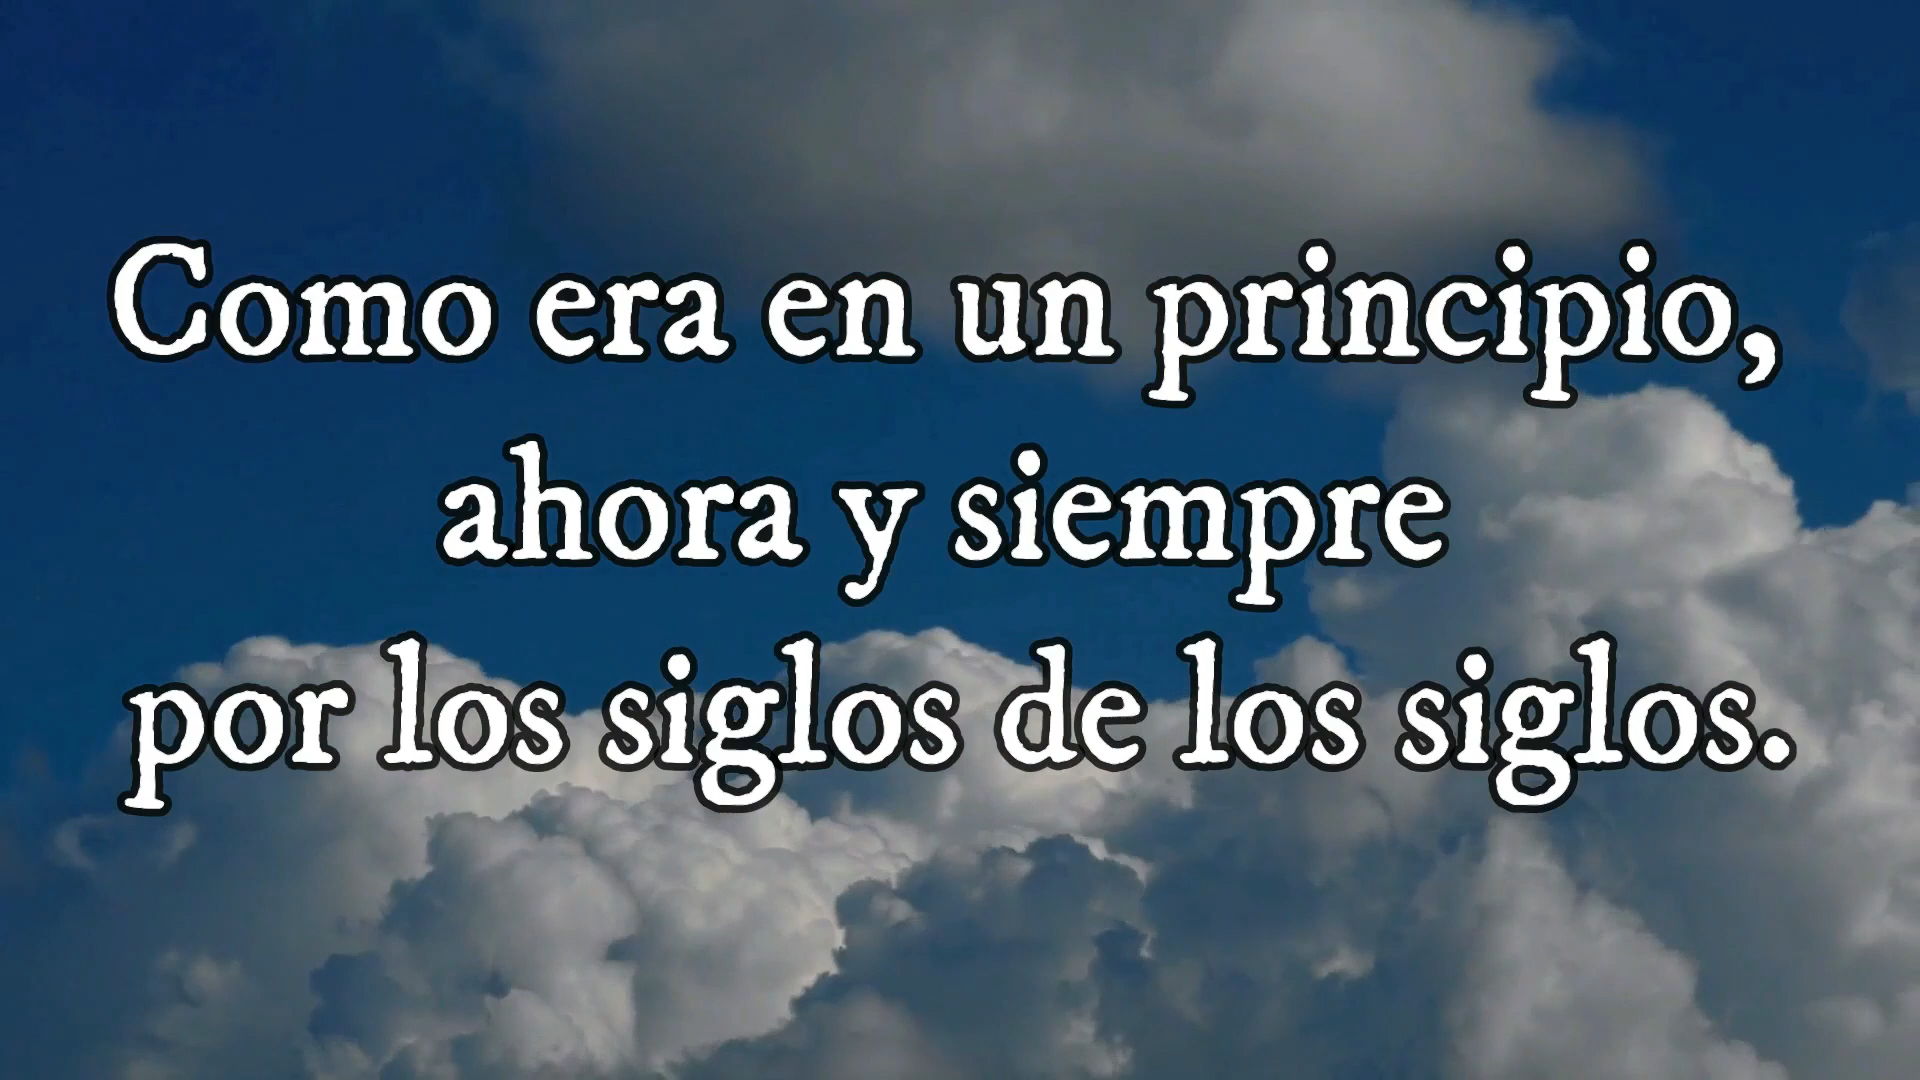 Como era en un principio,
ahora y siempre
por los siglos de los siglos.